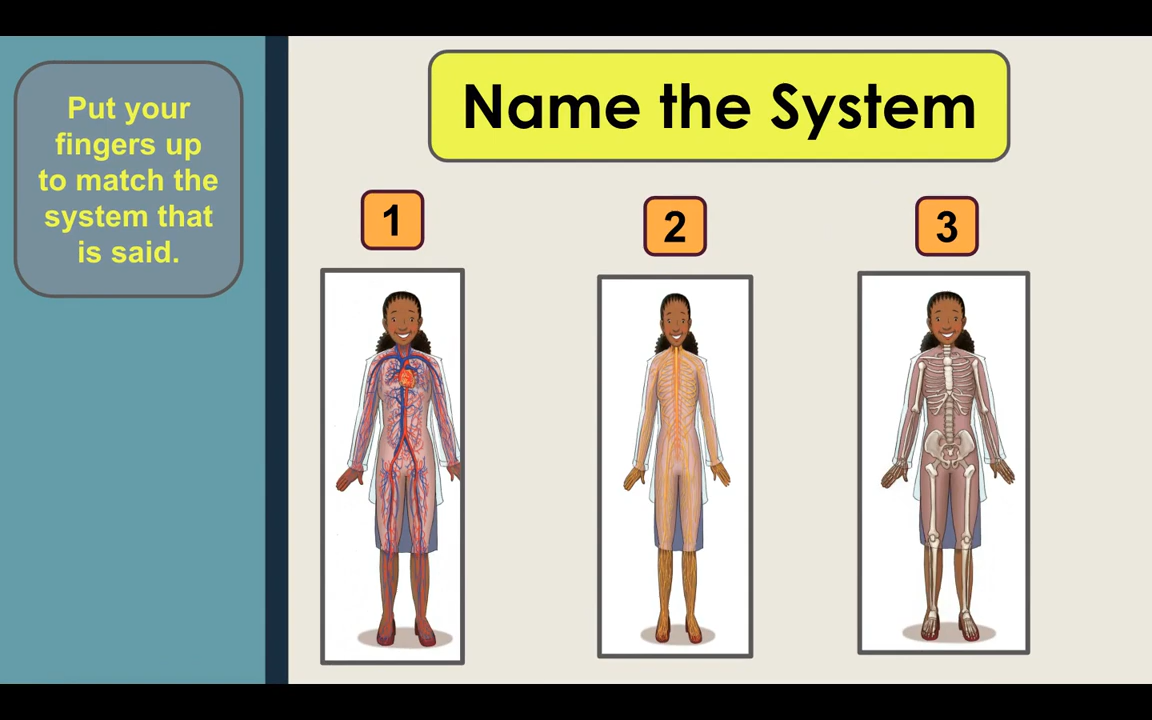 Put your
fingers up
to match the
system that
is said.
Name the System
1
2
3